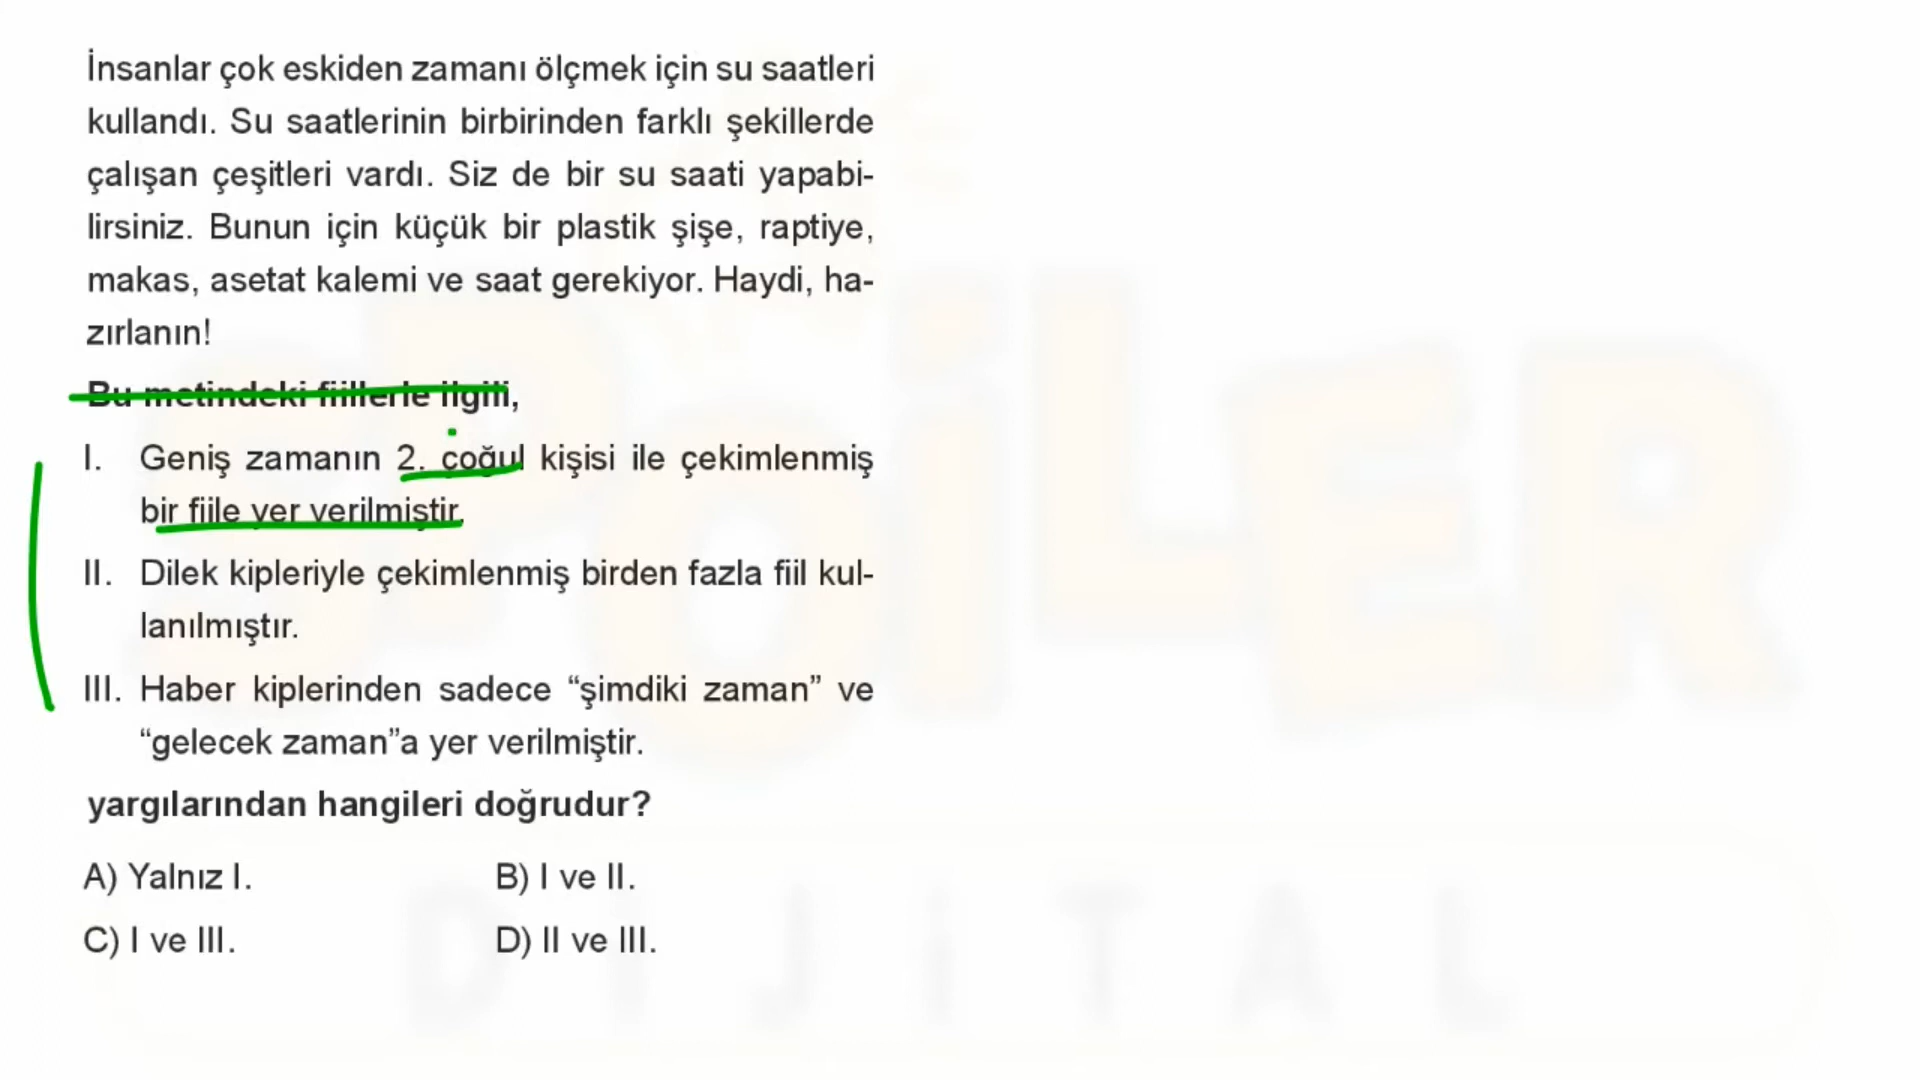 İnsanlar çok eskiden zamanı ölçmek için su saatleri
kullandı. Su saatlerinin birbirinden farklı şekillerde
çalışan çeşitleri vardı. Siz de bir su saati yapabi-
lirsiniz. Bunun için küçük bir plastik şişe, raptiye,
makas, asetat kalemi ve saat gerekiyor. Haydi, ha-
zırlanın!
Bu metindeki fiillerle ilgili,
I. Geniş zamanın 2. çoğul kişisi ile çekimlenmiş
bir fiile yer verilmiştir.
II. Dilek kipleriyle çekimlenmiş birden fazla fiil kul-
lanılmıştır.
III. Haber kiplerinden sadece “şimdiki zaman” ve
“gelecek zaman”a yer verilmiştir.
yargılarından hangileri doğrudur?
A) Yalnız I. B) I ve II.
C) I ve III. D) II ve III.
SPOiLER
DİJİTAL